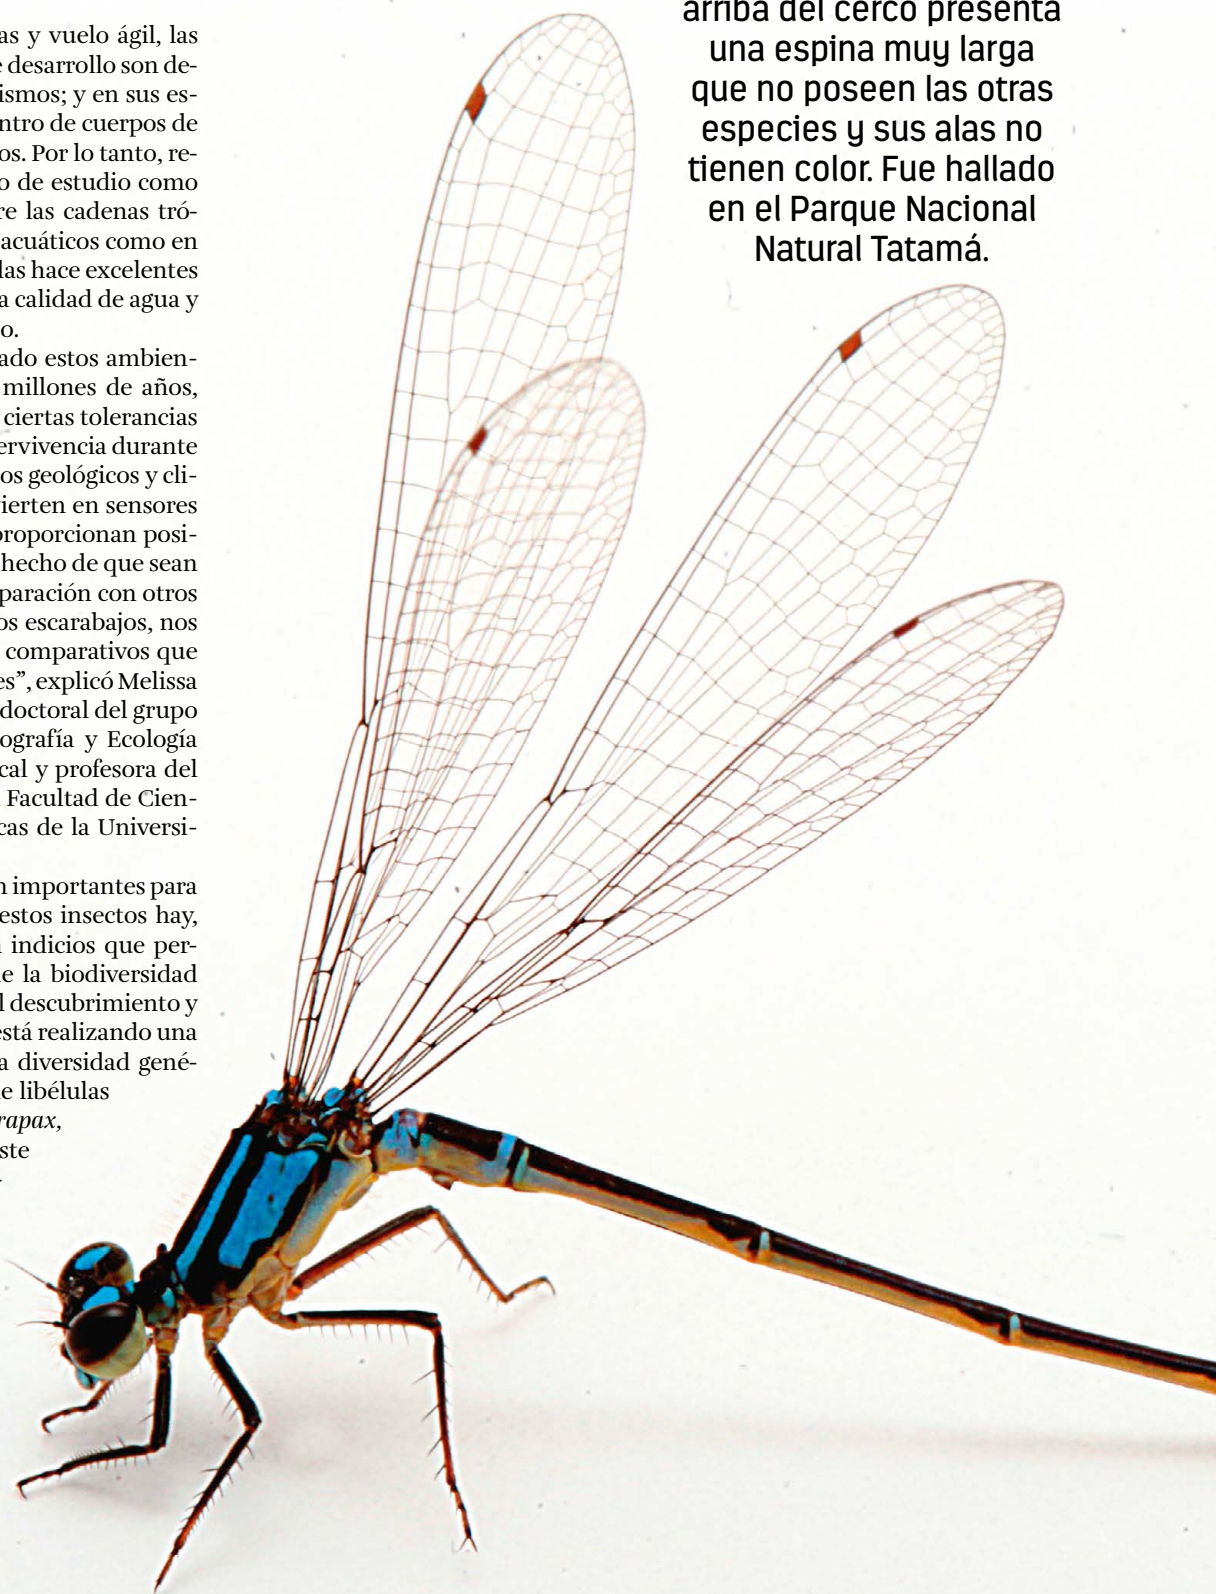 as y vuelo ágil, las
e desarrollo son de-
ismos; y en sus es-
ntro de cuerpos de
os. Por lo tanto, re-
o de estudio como
re las cadenas tró-
acuáticos como en
las hace excelentes
a calidad de agua y
o.
ado estos ambien-
millones de años,
ciertas tolerancias
ervivencia durante
os geológicos y cli-
vierten en sensores
proporcionan posi-
hecho de que sean
paración con otros
os escarabajos, nos
comparativos que
es”, explicó Melissa
doctoral del grupo
ografía y Ecología
cal y profesora del
Facultad de Cien-
cas de la Universi-
n importantes para
estos insectos hay,
n indicios que per-
le la biodiversidad
l descubrimiento y
está realizando una
a diversidad gené-
e libélulas
rapax,
ste
arriba del cerco presenta
una espina muy larga
que no poseen las otras
especies y sus alas no
tienen color. Fue hallado
en el Parque Nacional
Natural Tatamá.